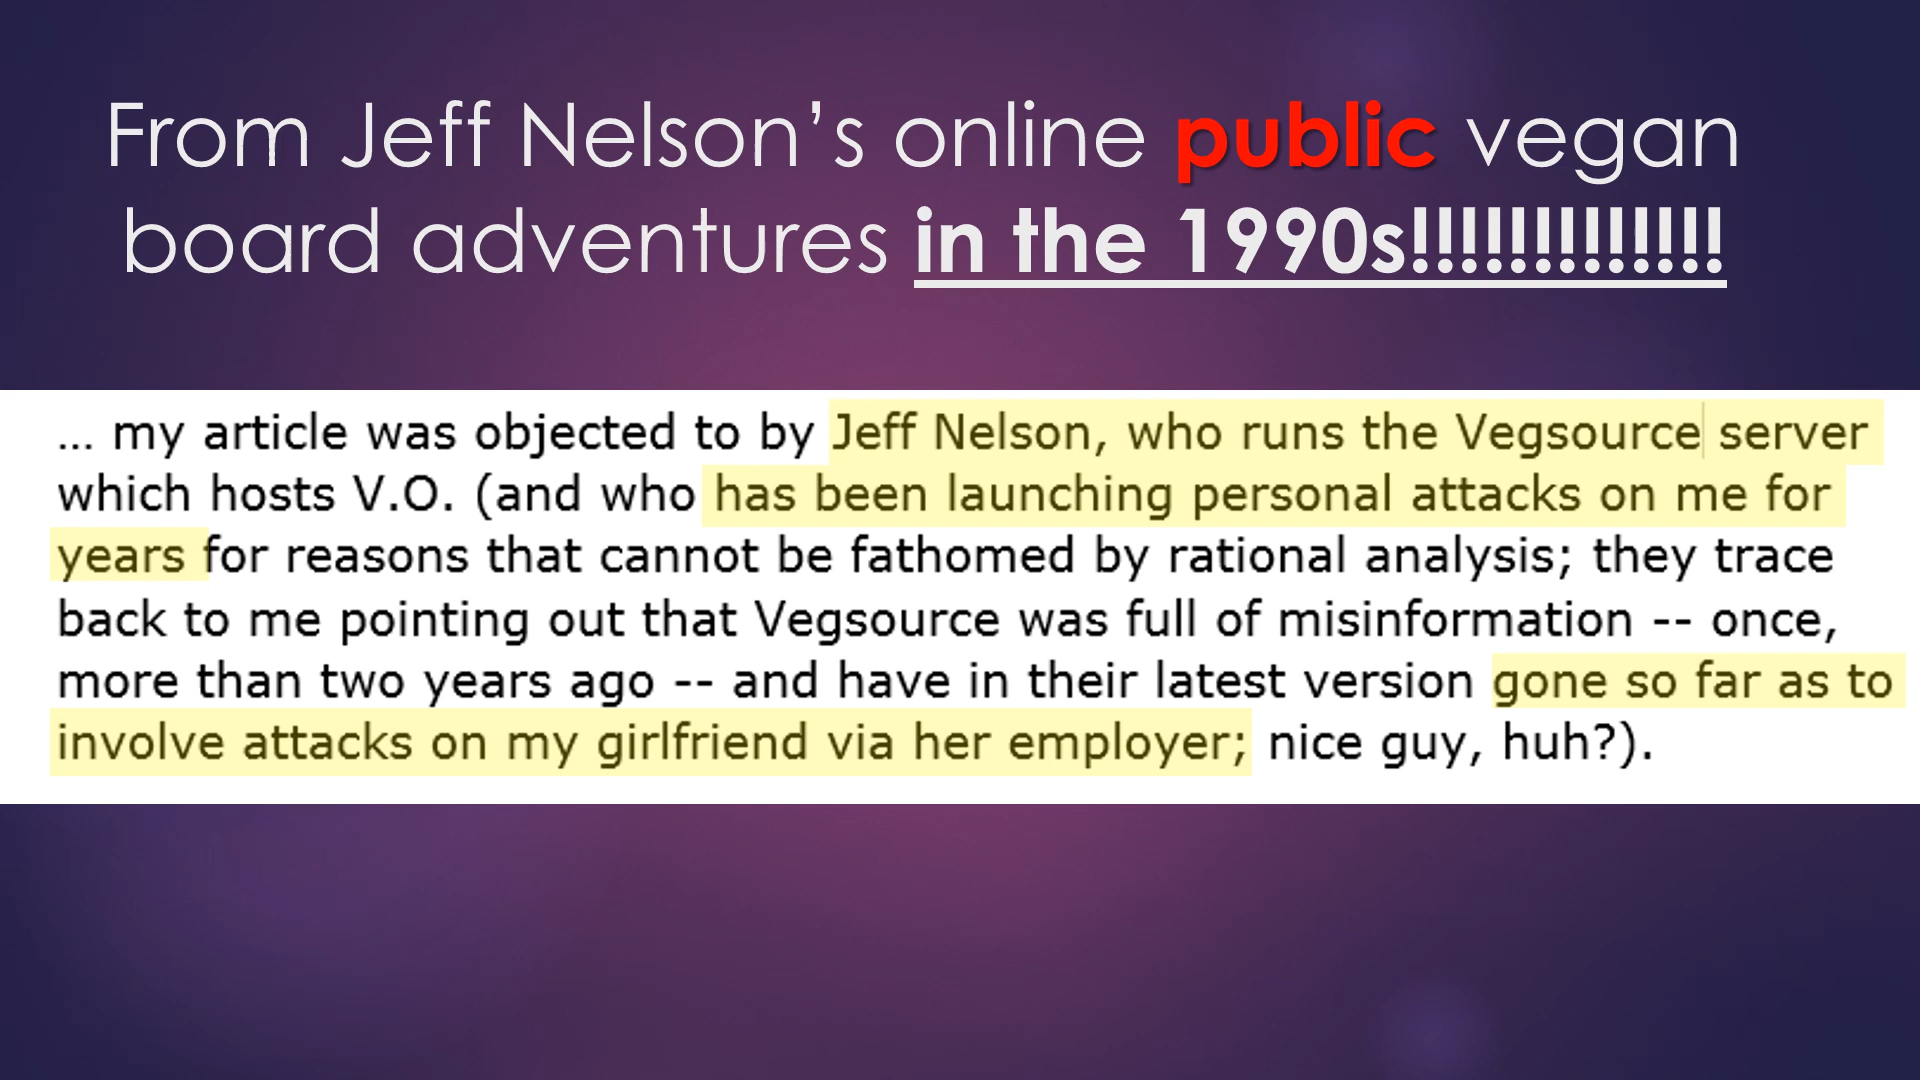 From Jeff Nelson’s online public vegan
board adventures in the 1990s!!!!!!!!!!!!!
... my article was objected to by Jeff Nelson, who runs the Vegsource server
which hosts V.O. (and who has been launching personal attacks on me for
years for reasons that cannot be fathomed by rational analysis; they trace
back to me pointing out that Vegsource was full of misinformation -- once,
more than two years ago -- and have in their latest version gone so far as to
involve attacks on my girlfriend via her employer; nice guy, huh?).